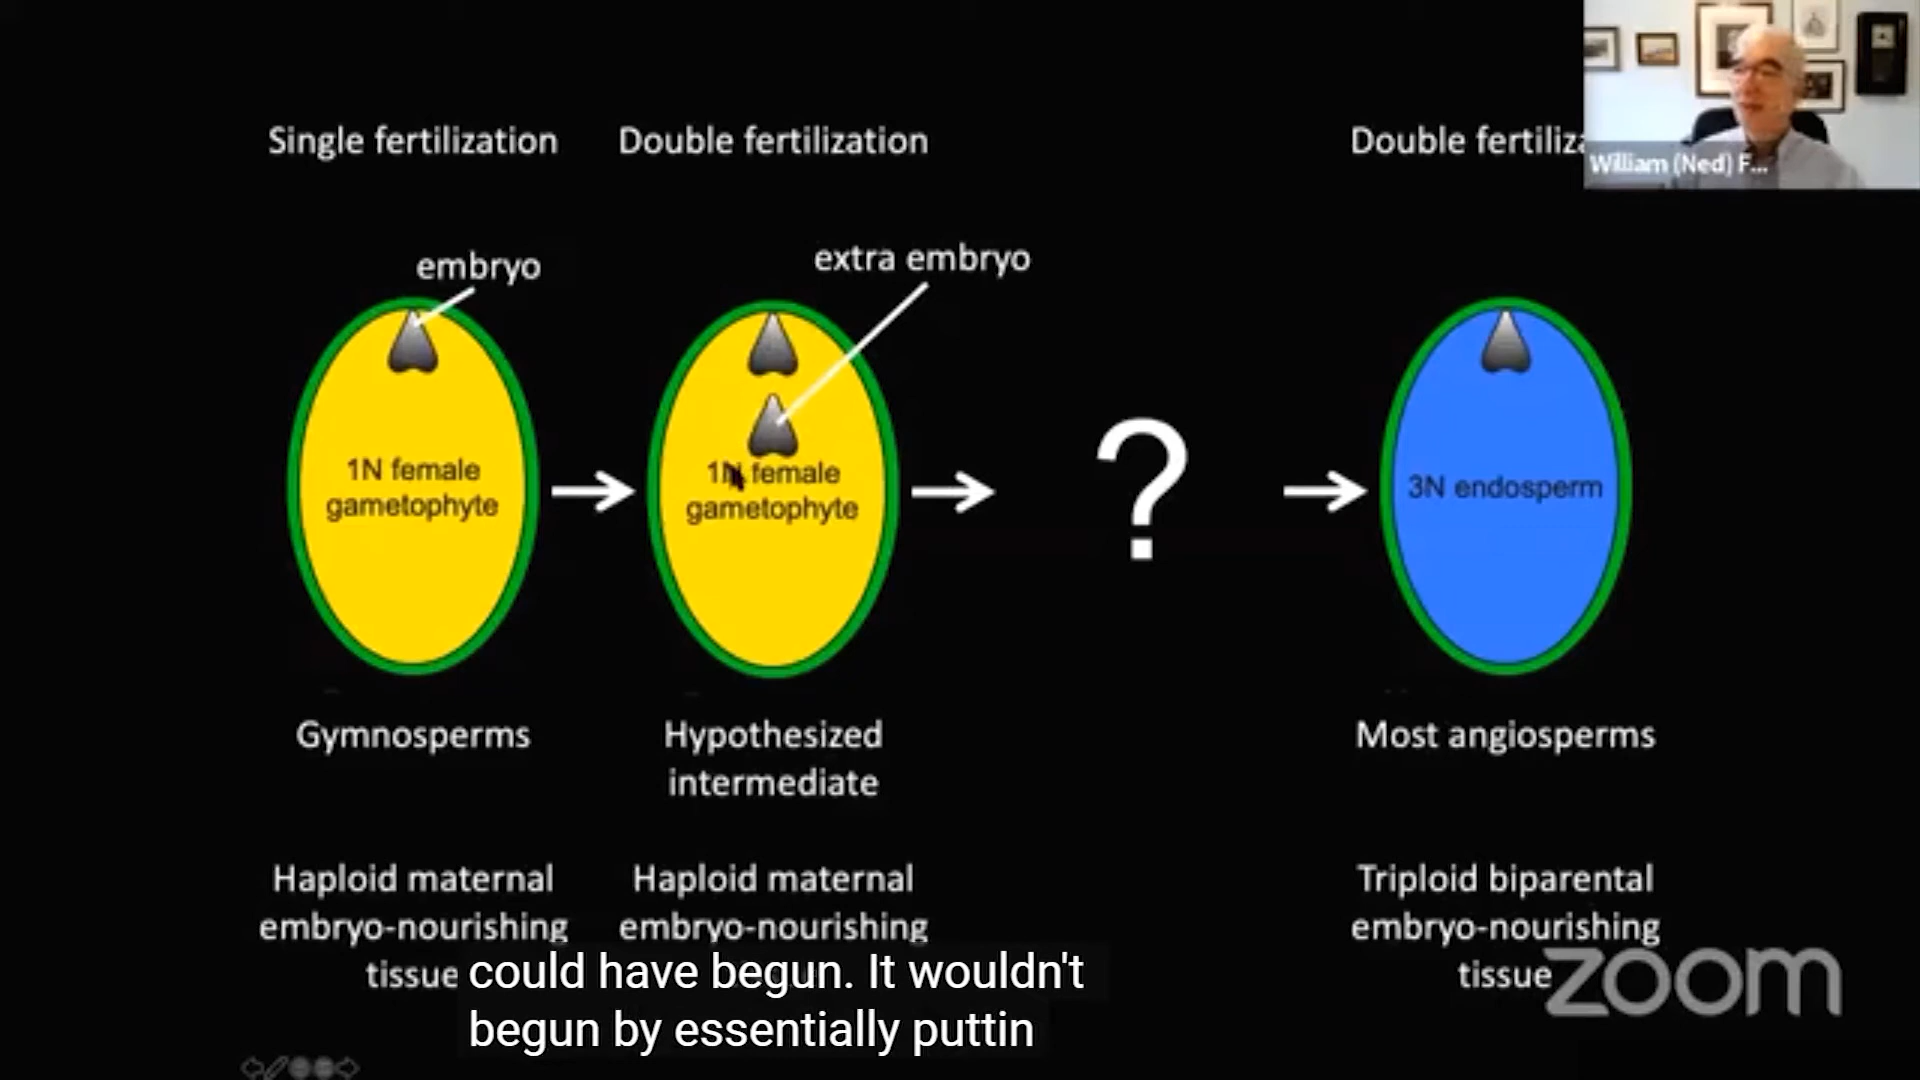 Single fertilization
Double fertilization
Double fertiliza
William (Ned) F...
embryo
extra embryo
1N female
gametophyte
1N female
gametophyte
?
3N endosperm
Gymnosperms
Hypothesized
intermediate
Most angiosperms
Haploid maternal
embryo-nourishing
tissue
Haploid maternal
embryo-nourishing
Triploid biparental
embryo-nourishing
tissue
could have begun. It wouldn't
begun by essentially puttin
zoom